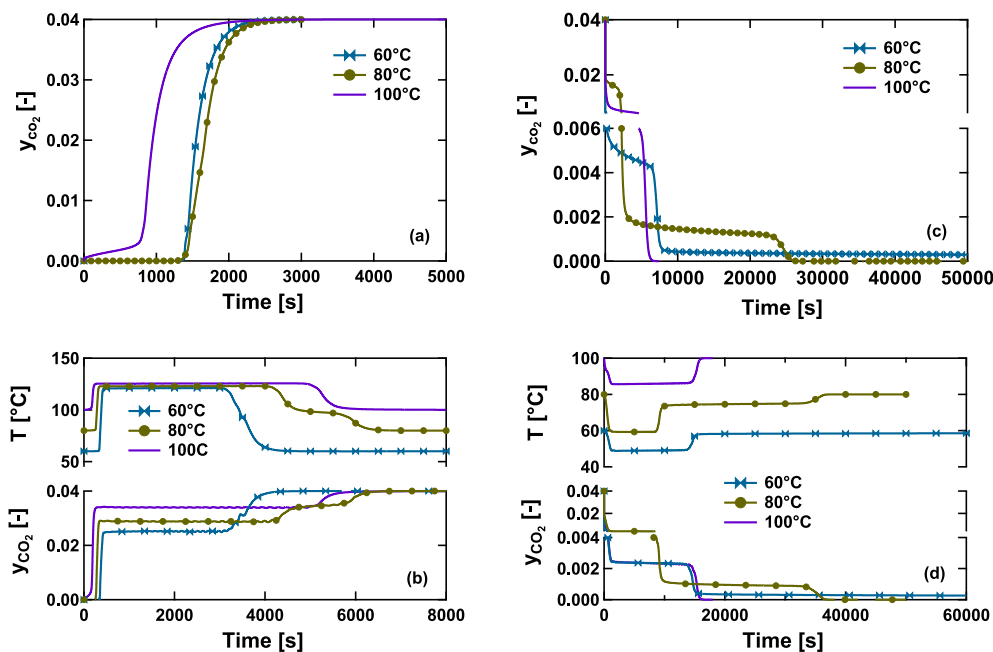 0.04
0.03
0.02
0.01
0.00
yCO2 [-]
60°C
80°C
100°C
(a)
0 1000 2000 3000 4000 5000
Time [s]
0.04
0.02
0.006
0.004
0.002
0.000
yCO2 [-]
60°C
80°C
100°C
(c)
0 10000 20000 30000 40000 50000
Time [s]
150
100
50
T [°C]
60°C
80°C
100C
0.04
0.02
0.00
yCO2 [-]
(b)
0 2000 4000 6000 8000
Time [s]
100
80
60
40
T [°C]
60°C
80°C
100°C
0.04
0.02
0.004
0.002
0.000
yCO2 [-]
(d)
0 20000 40000 60000
Time [s]